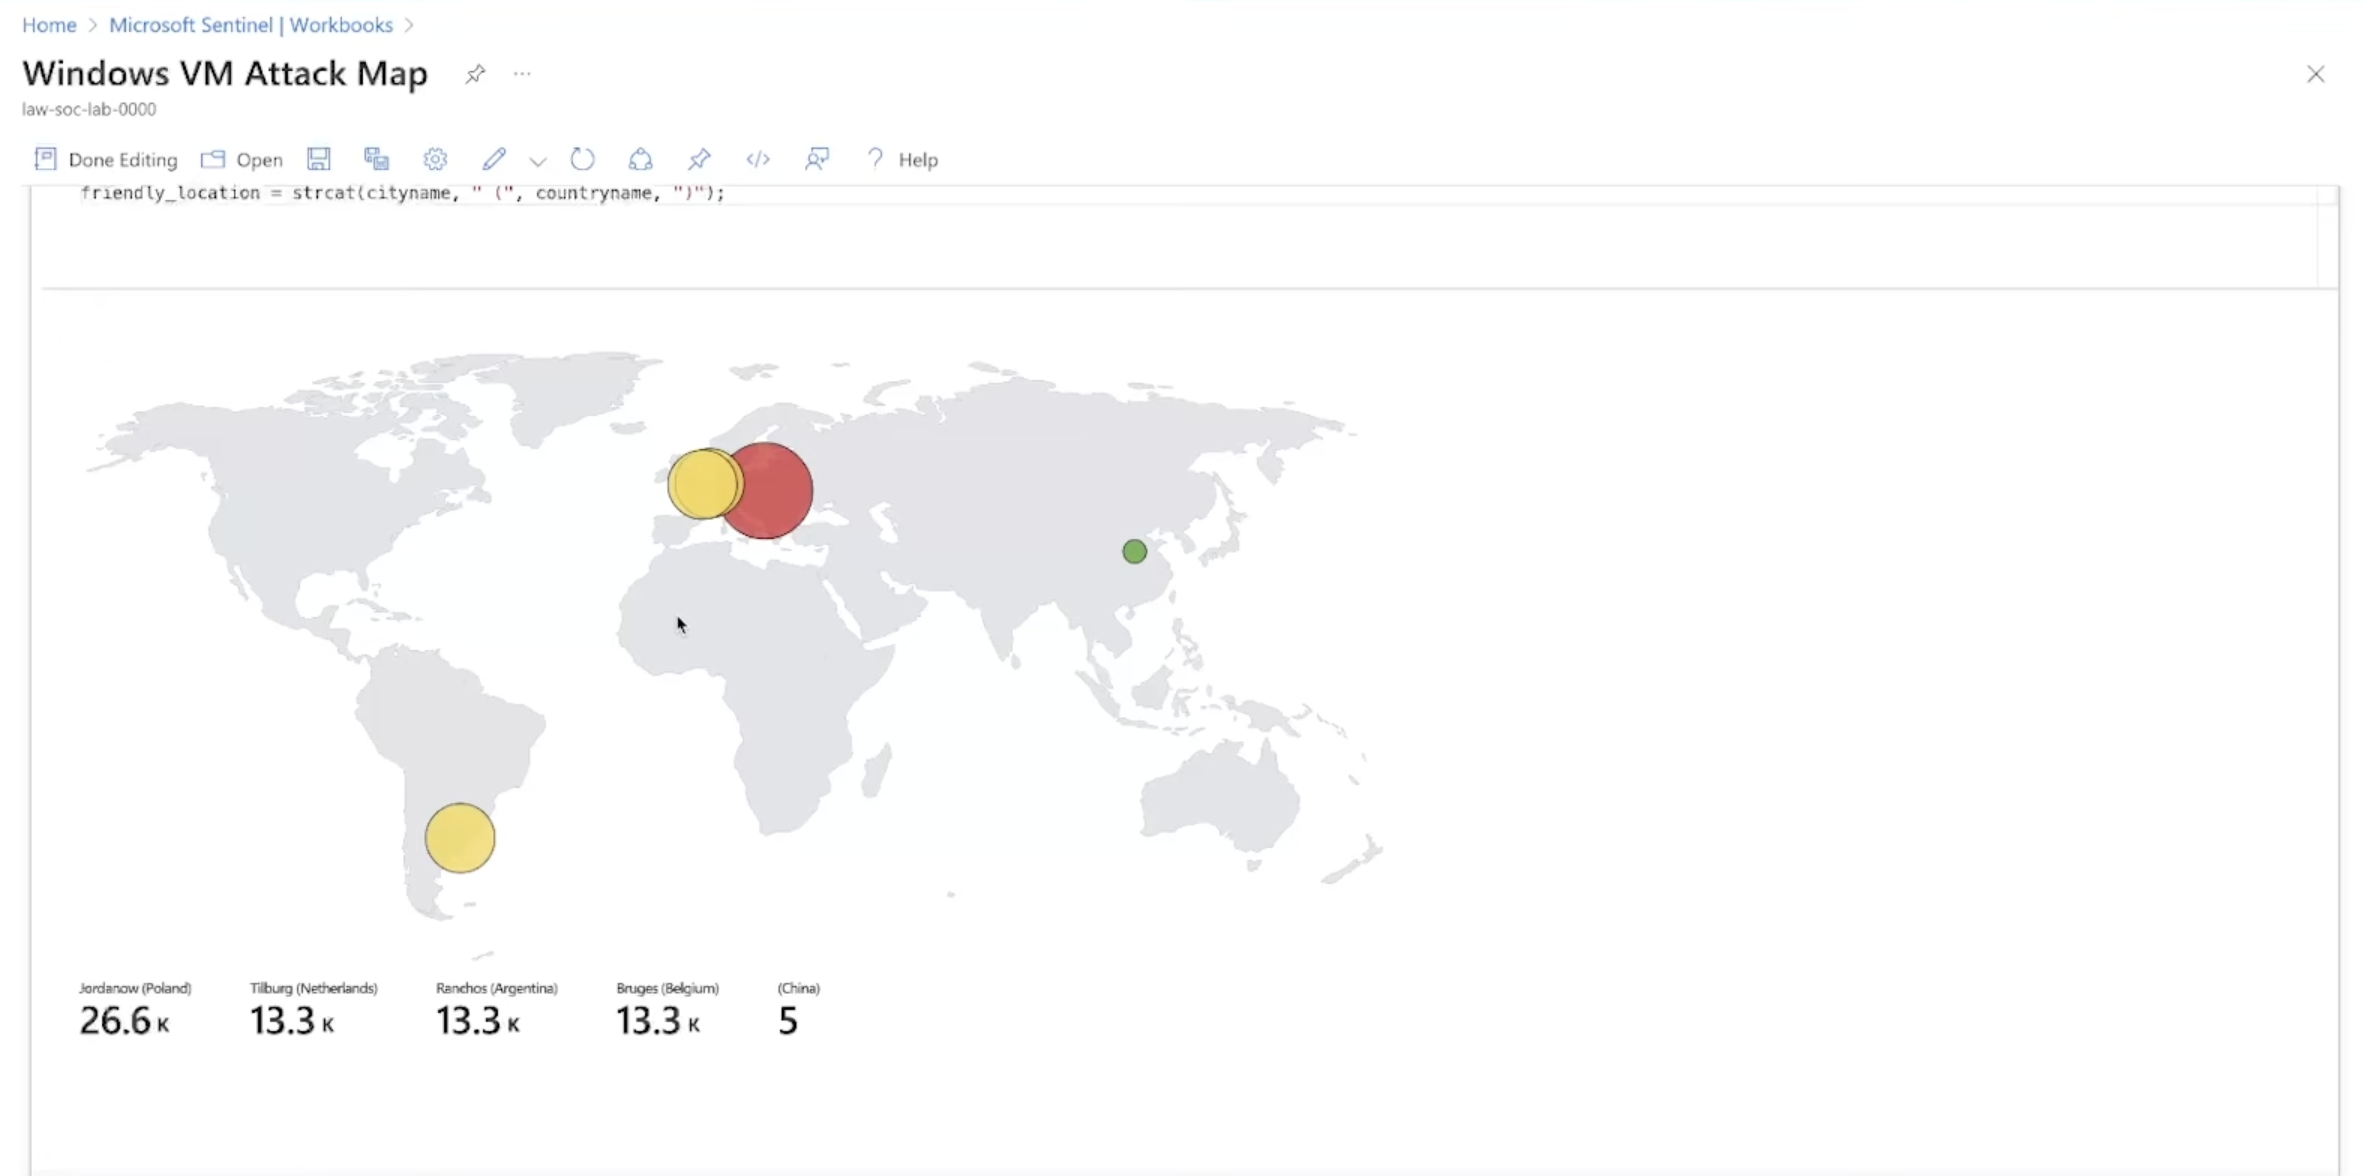 Home > Microsoft Sentinel | Workbooks >
Windows VM Attack Map
law-soc-lab-0000
Done Editing Open Help
friendly_location = strcat(cityname, " (", countryname, ")");
Jordanow (Poland) Tilburg (Netherlands) Ranchos (Argentina) Bruges (Belgium) (China)
26.6 K 13.3 K 13.3 K 13.3 K 5